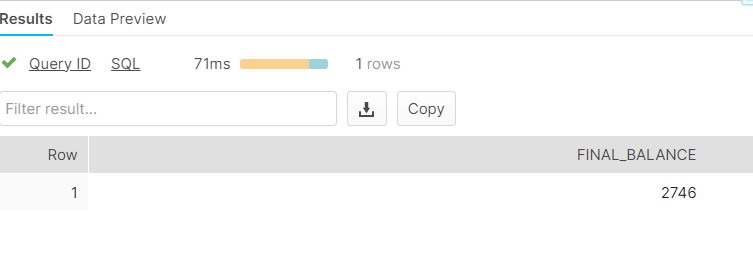 Results Data Preview
Query ID SQL 71ms 1 rows
Filter result... Copy
Row FINAL_BALANCE
1 2746